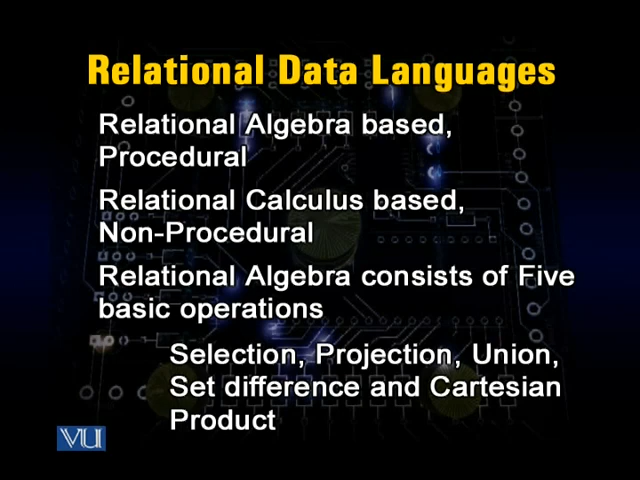 Relational Data Languages
Relational Algebra based,
Procedural
Relational Calculus based,
Non-Procedural
Relational Algebra consists of Five
basic operations
Selection, Projection, Union,
Set difference and Cartesian
Product
VU